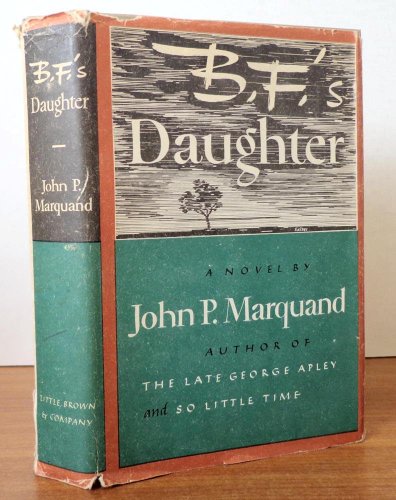 B.F.'s
Daughter
John P.
Marquand
LITTLE, BROWN
& COMPANY
B.F.'s
Daughter
A NOVEL BY
John P. Marquand
AUTHOR OF
THE LATE GEORGE APLEY
and SO LITTLE TIME